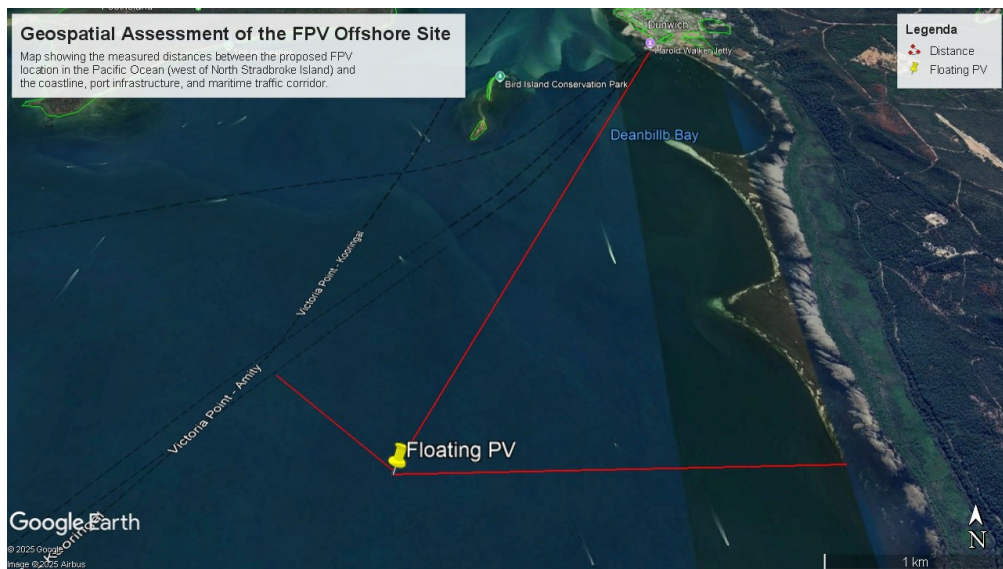 Geospatial Assessment of the FPV Offshore Site
Map showing the measured distances between the proposed FPV
location in the Pacific Ocean (west of North Stradbroke Island) and
the coastline, port infrastructure, and maritime traffic corridor.
Dunwich
Harold Walker Jetty
Legenda
Distance
Floating PV
Bird Island Conservation Park
Deanbillb Bay
Victoria Point - Kooringal
Victoria Point - Amity
Floating PV
Kooringal
Google Earth
© 2025 Google
Image © 2025 Airbus
N
1 km